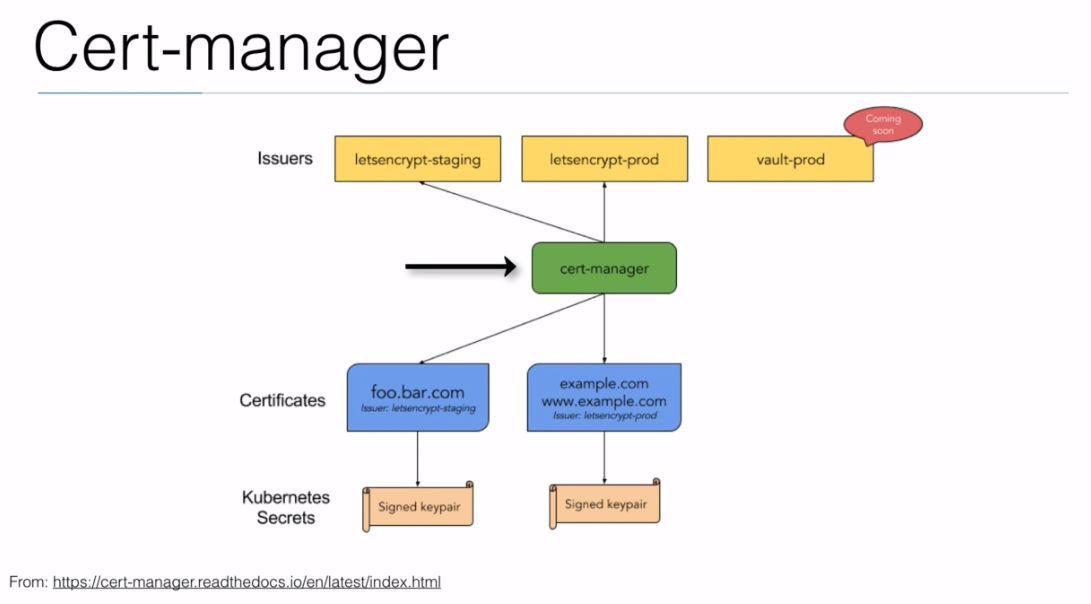 Cert-manager
Coming
soon
Issuers
letsencrypt-staging
letsencrypt-prod
vault-prod
cert-manager
Certificates
foo.bar.com
Issuer: letsencrypt-staging
example.com
www.example.com
Issuer: letsencrypt-prod
Kubernetes
Secrets
Signed keypair
Signed keypair
From: https://cert-manager.readthedocs.io/en/latest/index.html